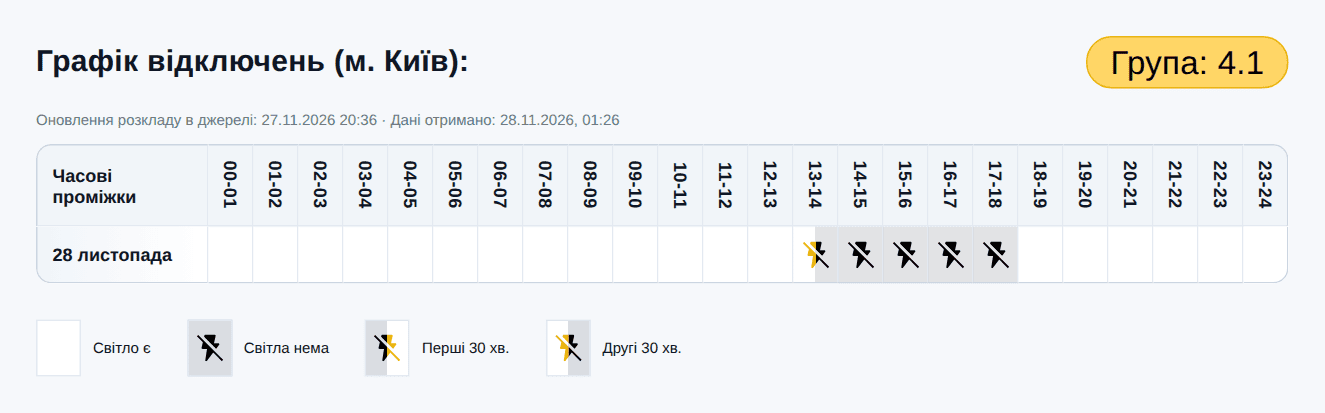 Графік відключень (м. Київ):
Група: 4.1
Оновлення розкладу в джерелі: 27.11.2026 20:36 · Дані отримано: 28.11.2026, 01:26
Часові проміжки
00-01 01-02 02-03 03-04 04-05 05-06 06-07 07-08 08-09 09-10 10-11 11-12 12-13 13-14 14-15 15-16 16-17 17-18 18-19 19-20 20-21 21-22 22-23 23-24
28 листопада
Світло є
Світла нема
Перші 30 хв.
Другі 30 хв.